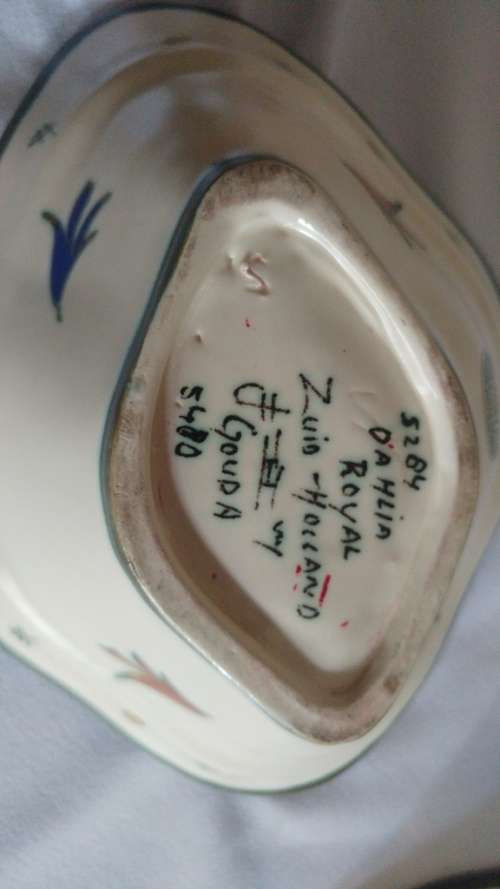 5284
DAHLIA
ROYAL
Zuid-HOLLAND
GOUDA
5480
S